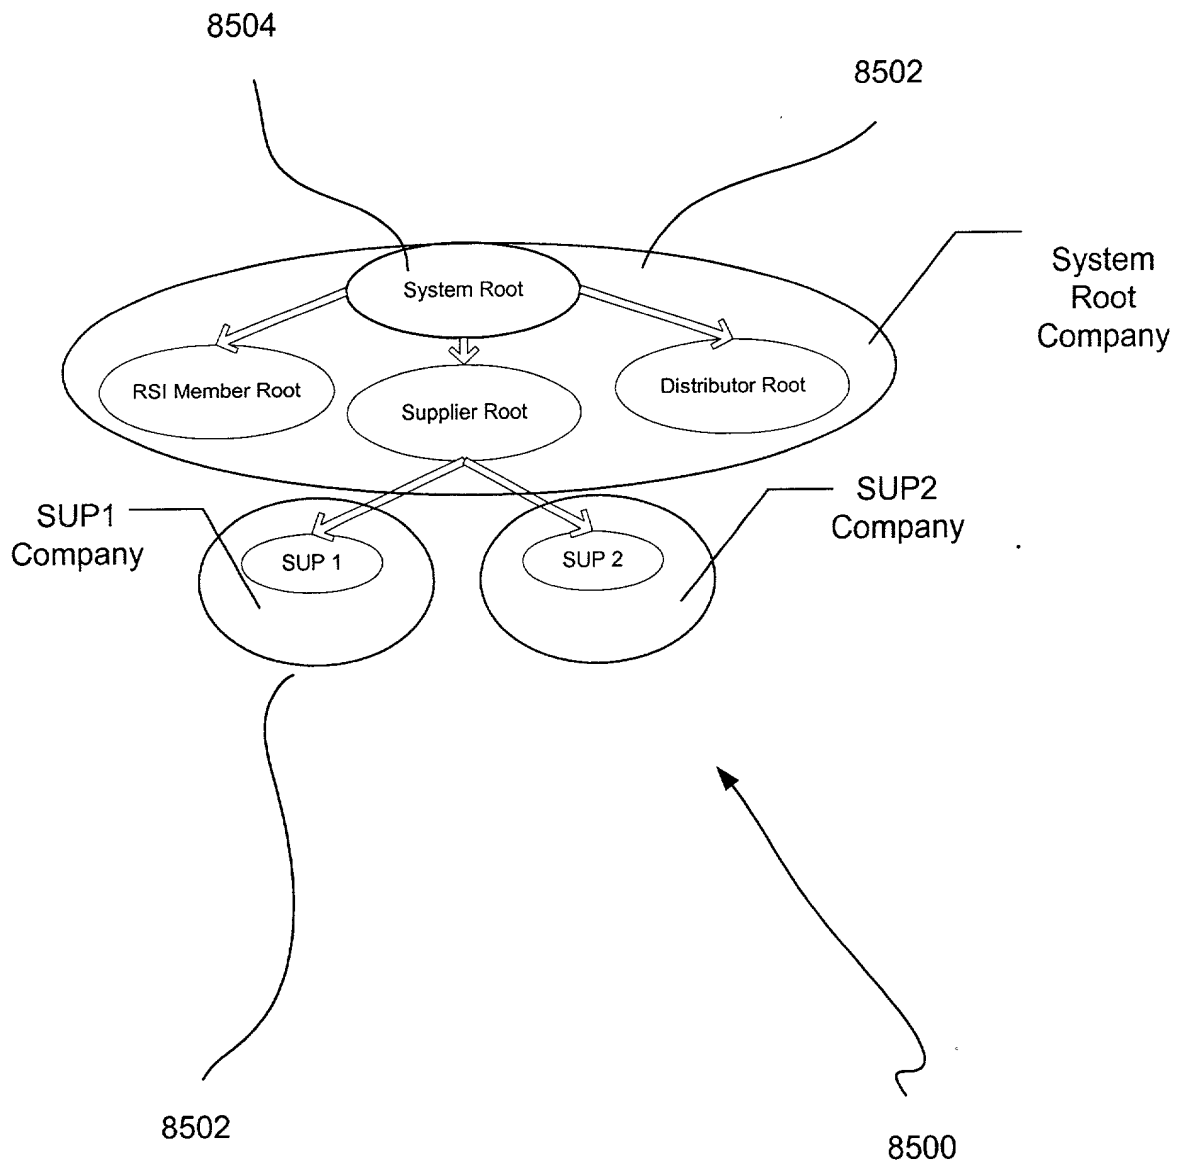 8504
8502
System
Root
Company
System Root
RSI Member Root
Supplier Root
Distributor Root
SUP1
Company
SUP2
Company
SUP 1
SUP 2
8502
8500